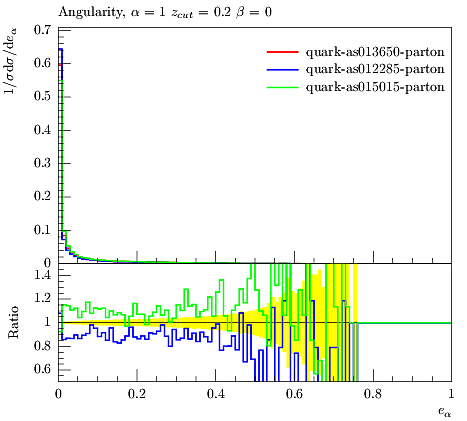 Angularity, α = 1 z_cut = 0.2 β = 0
1/σ dσ/de_α
0.7
0.6
0.5
0.4
0.3
0.2
0.1
0
quark-as013650-parton
quark-as012285-parton
quark-as015015-parton
Ratio
1.4
1.2
1.0
0.8
0.6
0 0.2 0.4 0.6 0.8 1
e_α